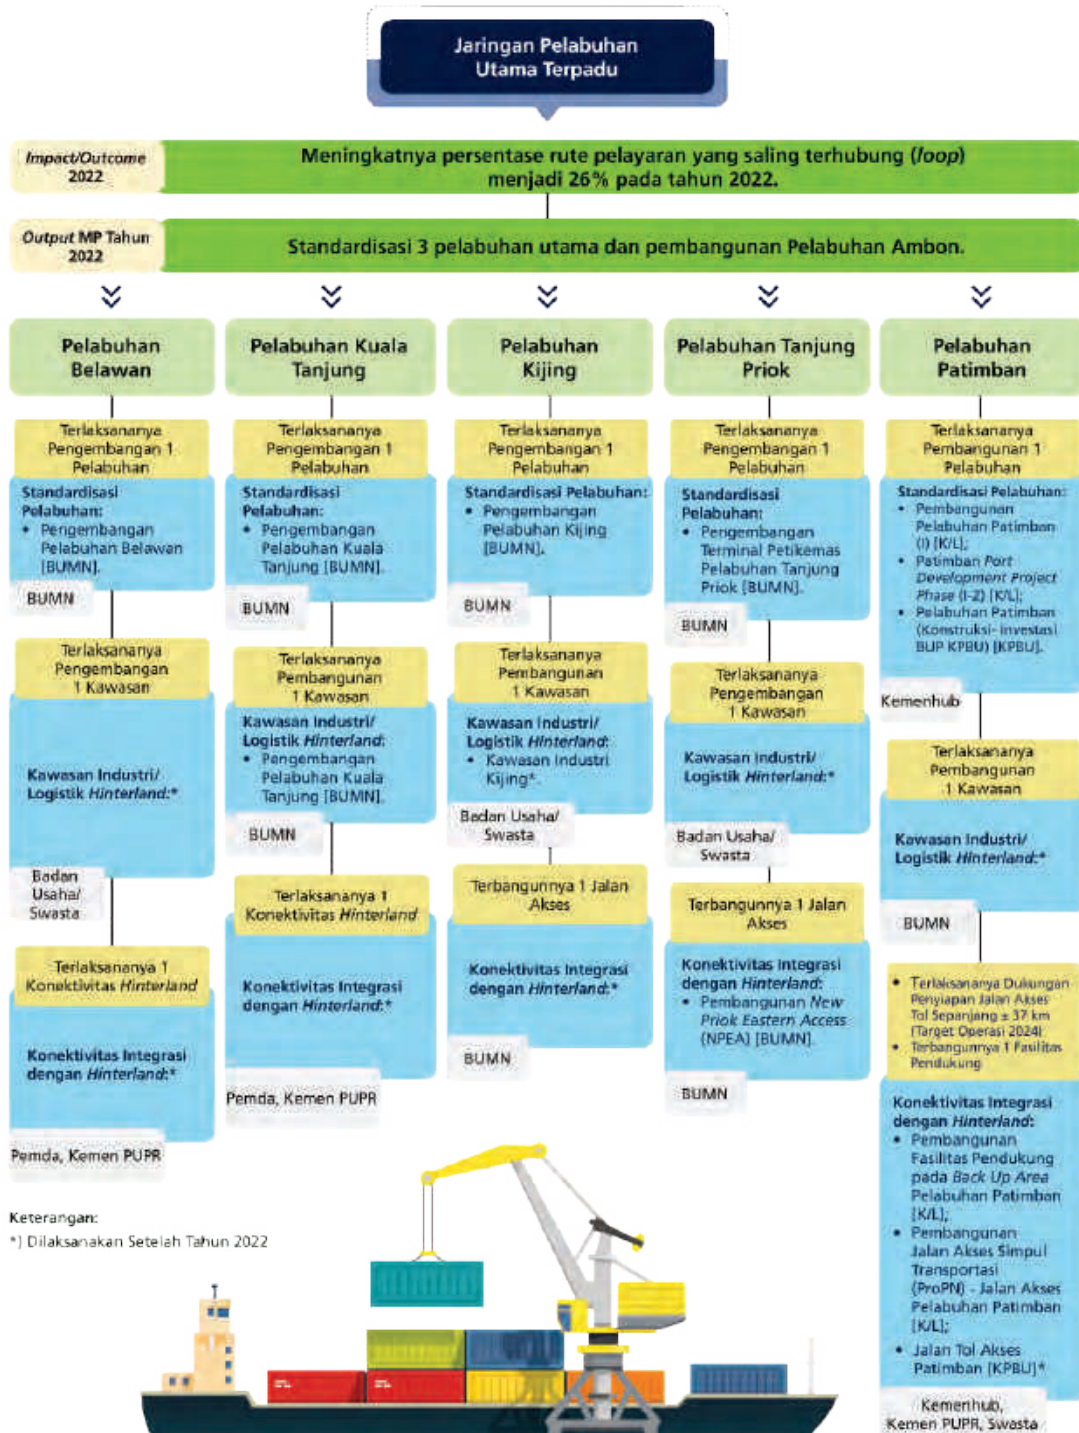 Jaringan Pelabuhan
Utama Terpadu
Impact/Outcome
2022
Meningkatnya persentase rute pelayaran yang saling terhubung (loop)
menjadi 26% pada tahun 2022.
Output MP Tahun
2022
Standardisasi 3 pelabuhan utama dan pembangunan Pelabuhan Ambon.
Pelabuhan
Belawan
Terlaksananya
Pengembangan 1
Pelabuhan
Standardisasi
Pelabuhan:
• Pengembangan
Pelabuhan Belawan
[BUMN].
BUMN
Terlaksananya
Pengembangan
1 Kawasan
Kawasan Industri/
Logistik Hinterland:*
Badan
Usaha/
Swasta
Terlaksananya 1
Konektivitas Hinterland
Konektivitas Integrasi
dengan Hinterland:*
Pemda, Kemen PUPR
Pelabuhan Kuala
Tanjung
Terlaksananya
Pengembangan 1
Pelabuhan
Standardisasi
Pelabuhan:
• Pengembangan
Pelabuhan Kuala
Tanjung [BUMN].
BUMN
Terlaksananya
Pembangunan
1 Kawasan
Kawasan Industri/
Logistik Hinterland:
• Pengembangan
Pelabuhan Kuala
Tanjung [BUMN].
BUMN
Terlaksananya 1
Konektivitas Hinterland
Konektivitas Integrasi
dengan Hinterland:*
Pemda, Kemen PUPR
Pelabuhan
Kijing
Terlaksananya
Pengembangan 1
Pelabuhan
Standardisasi Pelabuhan:
• Pengembangan
Pelabuhan Kijing
[BUMN].
BUMN
Terlaksananya
Pembangunan
1 Kawasan
Kawasan Industri/
Logistik Hinterland:
• Kawasan Industri
Kijing*.
Badan Usaha/
Swasta
Terbangunnya 1 Jalan
Akses
Konektivitas Integrasi
dengan Hinterland:*
BUMN
Pelabuhan Tanjung
Priok
Terlaksananya
Pengembangan 1
Pelabuhan
Standardisasi
Pelabuhan:
• Pengembangan
Terminal Petikemas
Pelabuhan Tanjung
Priok [BUMN].
BUMN
Terlaksananya
Pengembangan
1 Kawasan
Kawasan Industri/
Logistik Hinterland:*
Badan Usaha/
Swasta
Terbangunnya 1 Jalan
Akses
Konektivitas Integrasi
dengan Hinterland:
• Pembangunan New
Priok Eastern Access
(NPEA) [BUMN].
BUMN
Pelabuhan
Patimban
Terlaksananya
Pembangunan 1
Pelabuhan
Standardisasi Pelabuhan:
• Pembangunan
Pelabuhan Patimban
(I) [K/L];
• Patimban Port
Development Project
Phase (I-2) [K/L];
• Pelabuhan Patimban
(Konstruksi- Investasi
BUP KPBU) [KPBU].
Kemenhub
Terlaksananya
Pembangunan
1 Kawasan
Kawasan Industri/
Logistik Hinterland:*
BUMN
• Terlaksananya Dukungan
Penyiapan Jalan Akses
Tol Sepanjang ± 37 km
(Target Operasi 2024)
• Terbangunnya 1 Fasilitas
Pendukung
Konektivitas Integrasi
dengan Hinterland:
• Pembangunan
Fasilitas Pendukung
pada Back Up Area
Pelabuhan Patimban
[K/L];
• Pembangunan
Jalan Akses Simpul
Transportasi
(ProPN) - Jalan Akses
Pelabuhan Patimban
[K/L];
• Jalan Tol Akses
Patimban [KPBU]*
Kemenhub,
Kemen PUPR, Swasta
Keterangan:
*) Dilaksanakan Setelah Tahun 2022